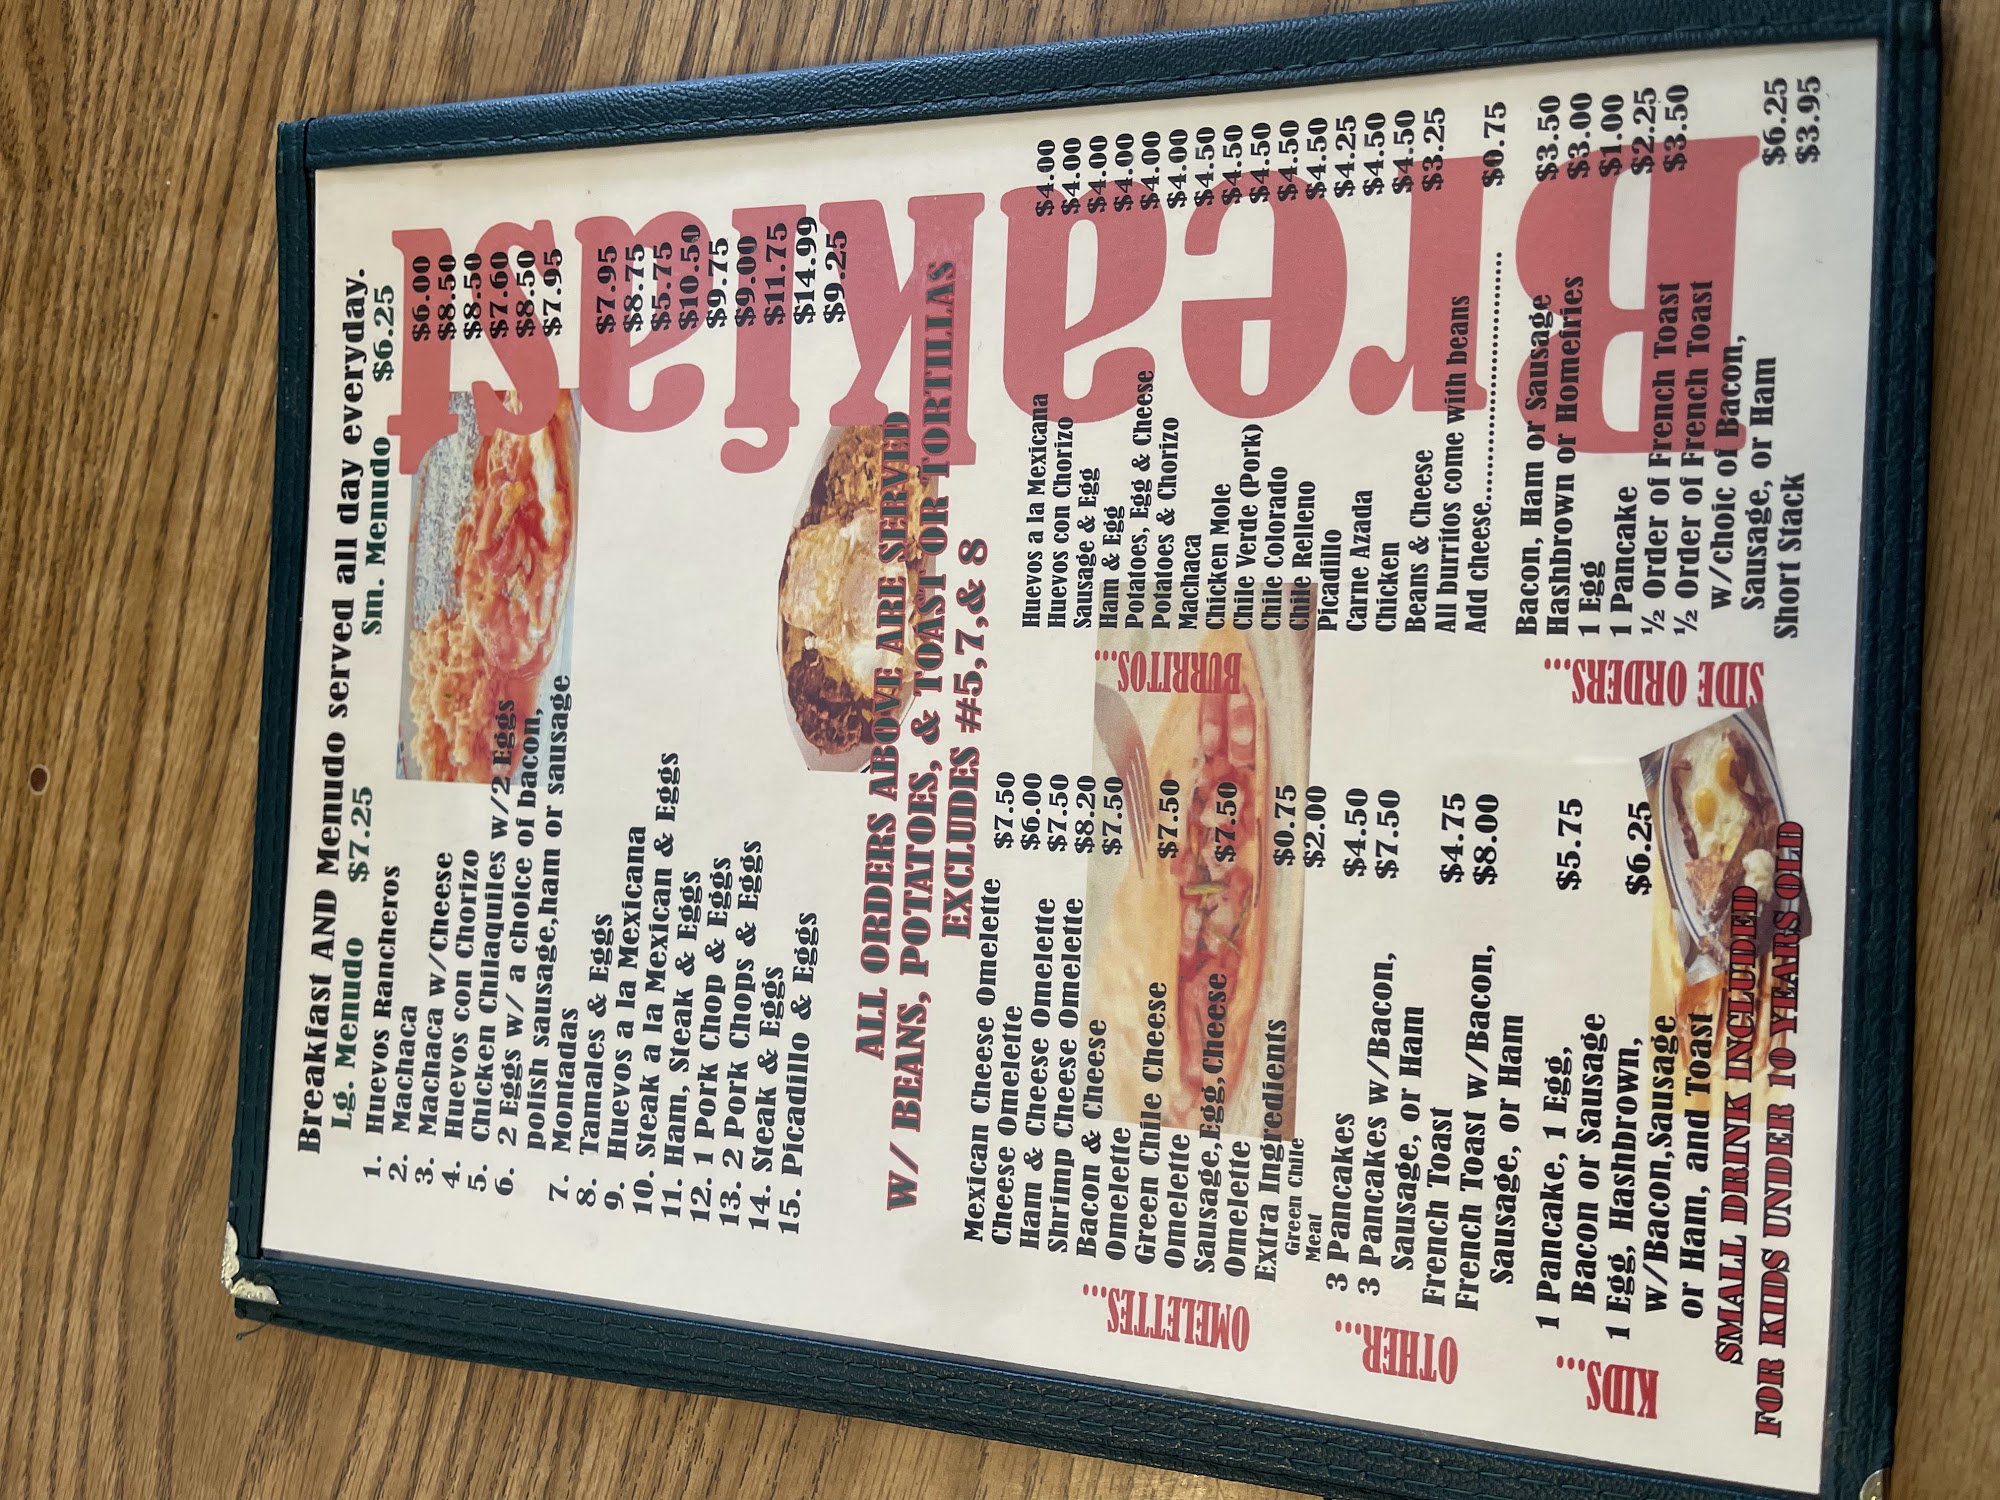 Breakfast
Breakfast AND Menudo served all day everyday.
Lg. Menudo $7.25 Sm. Menudo $6.25
1. Huevos Rancheros $6.00
2. Machaca $8.50
3. Machaca w/Cheese $8.50
4. Huevos con Chorizo $7.60
5. Chicken Chilaquiles w/2 Eggs $8.50
6. 2 Eggs w/ a choice of bacon, $7.95
polish sausage,ham or sausage
7. Montadas $7.95
8. Tamales & Eggs $8.75
9. Huevos a la Mexicana $5.75
10. Steak a la Mexican & Eggs $10.50
11. Ham, Steak & Eggs $9.75
12. 1 Pork Chop & Eggs $9.00
13. 2 Pork Chops & Eggs $11.75
14. Steak & Eggs $14.99
15. Picadillo & Eggs $9.25
ALL ORDERS ABOVE ARE SERVED
W/ BEANS, POTATOES, & TOAST OR TORTILLAS
EXCLUDES #5,7,& 8
OMELETTES...
Mexican Cheese Omelette $7.50
Cheese Omelette $6.00
Ham & Cheese Omelette $7.50
Shrimp Cheese Omelette $8.20
Bacon & Cheese $7.50
Omelette
Green Chile Cheese $7.50
Omelette
Sausage,Egg,Cheese $7.50
Omelette
Extra Ingredients
Green Chile $0.75
Meat $2.00
OTHER...
3 Pancakes $4.50
3 Pancakes w/Bacon, $7.50
Sausage, or Ham
French Toast $4.75
French Toast w/Bacon, $8.00
Sausage, or Ham
KIDS...
1 Pancake, 1 Egg, $5.75
Bacon or Sausage
1 Egg, Hashbrown, $6.25
w/Bacon,Sausage
or Ham, and Toast
SMALL DRINK INCLUDED
FOR KIDS UNDER 10 YEARS OLD
BURRITOS...
Huevos a la Mexicana $4.00
Huevos con Chorizo $4.00
Sausage & Egg $4.00
Ham & Egg $4.00
Potatoes, Egg & Cheese $4.00
Potatoes & Chorizo $4.00
Machaca $4.50
Chicken Mole $4.50
Chile Verde (Pork) $4.50
Chile Colorado $4.50
Chile Relleno $4.50
Picadillo $4.25
Carne Azada $4.50
Chicken $4.50
Beans & Cheese $3.25
All burritos come with beans
Add cheese.................................... $0.75
SIDE ORDERS...
Bacon, Ham or Sausage $3.50
Hashbrown or Homefries $3.00
1 Egg $1.00
1 Pancake $2.25
½ Order of French Toast $3.50
½ Order of French Toast
w/choic of Bacon,
Sausage, or Ham $6.25
Short Stack $3.95